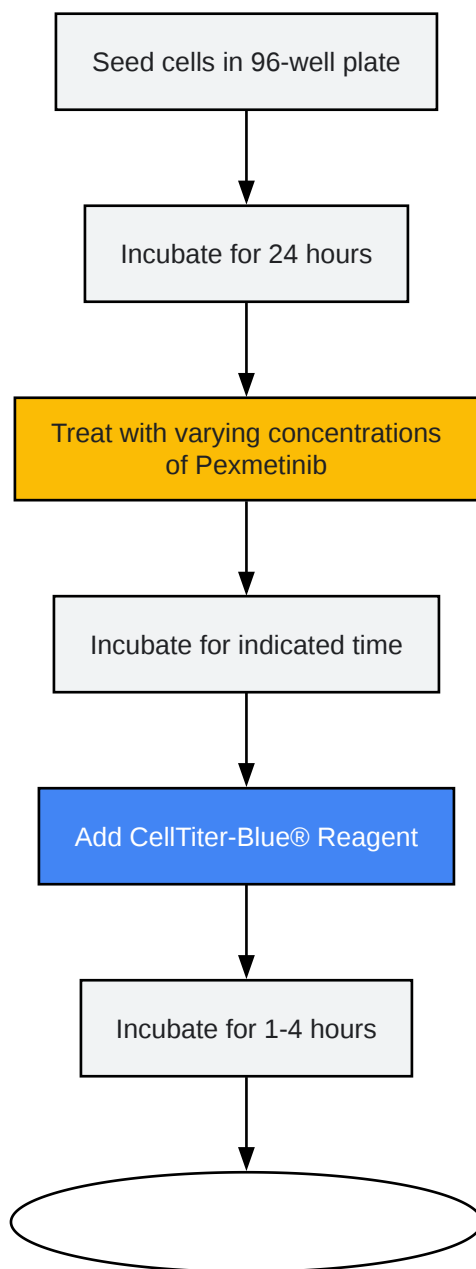 Seed cells in 96-well plate
Incubate for 24 hours
Treat with varying concentrations
of Pexmetinib
Incubate for indicated time
Add CellTiter-Blue® Reagent
Incubate for 1-4 hours